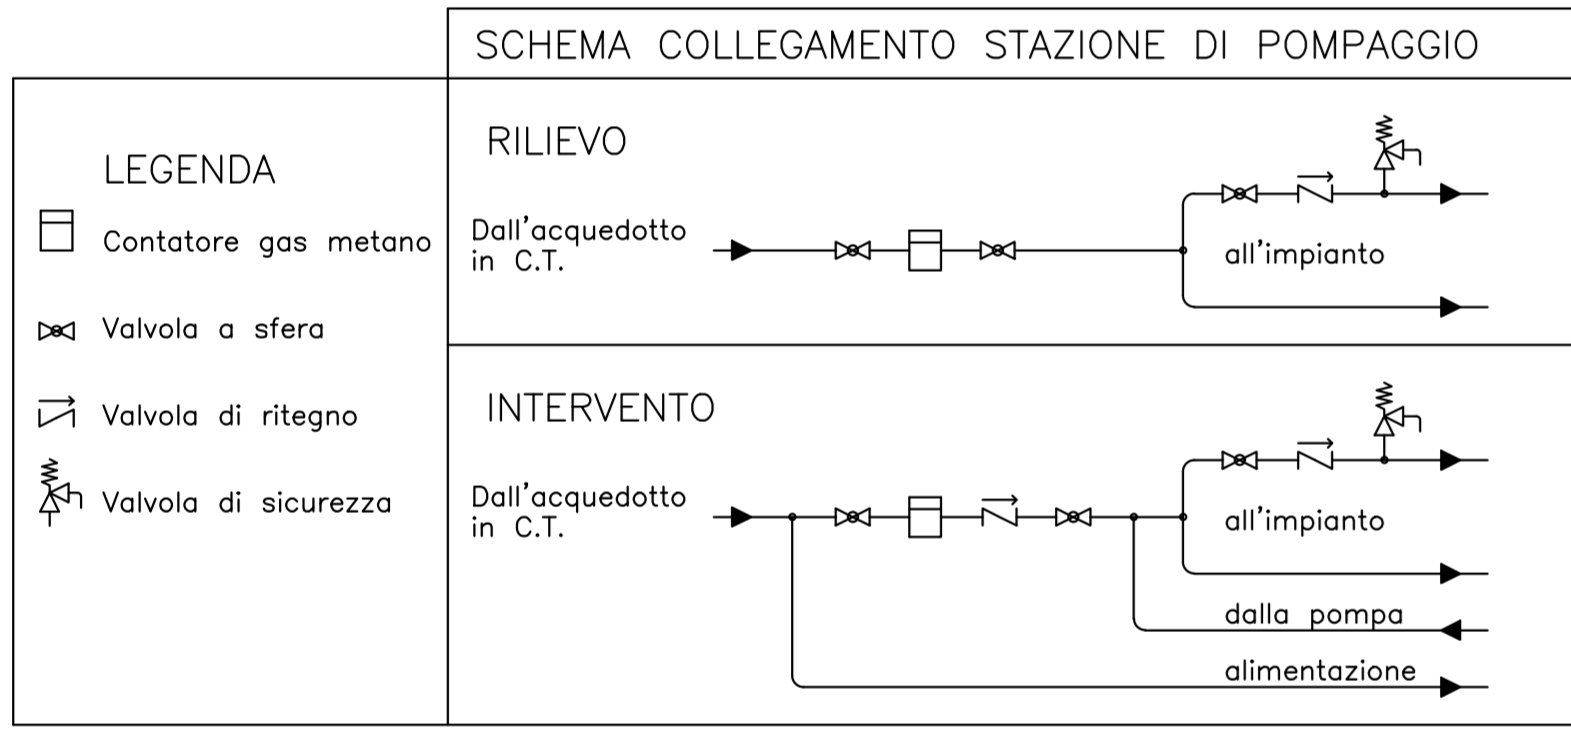 SCHEMA COLLEGAMENTO STAZIONE DI POMPAGGIO
LEGENDA
Contatore gas metano
Valvola a sfera
Valvola di ritegno
Valvola di sicurezza
RILIEVO
Dall'acquedotto
in C.T.
all'impianto
INTERVENTO
Dall'acquedotto
in C.T.
all'impianto
dalla pompa
alimentazione